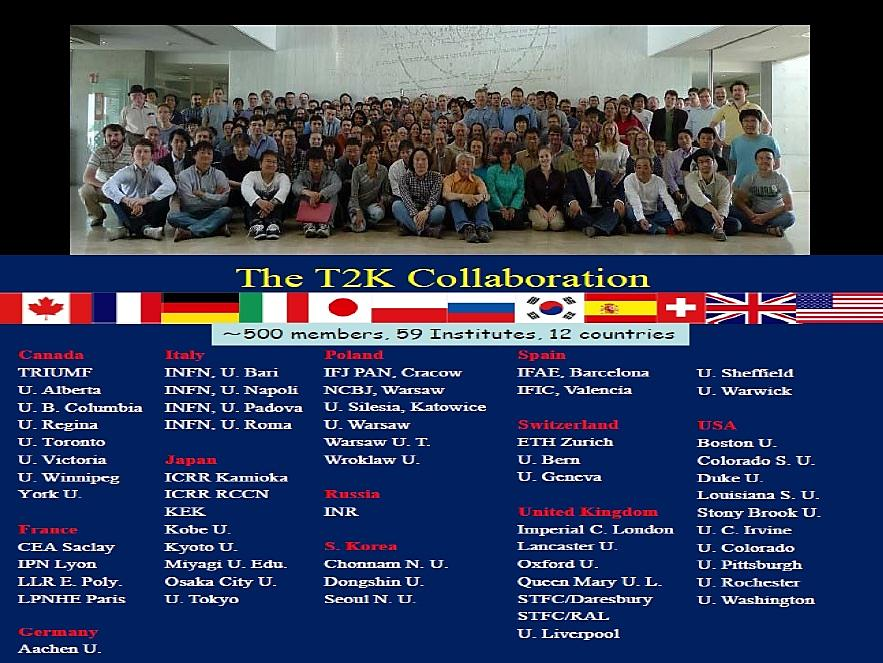 The T2K Collaboration
~500 members, 59 Institutes, 12 countries
Canada
TRIUMF
U. Alberta
U. B. Columbia
U. Regina
U. Toronto
U. Victoria
U. Winnipeg
York U.
France
CEA Saclay
IPN Lyon
LLR E. Poly.
LPNHE Paris
Germany
Aachen U.
Italy
INFN, U. Bari
INFN, U. Napoli
INFN, U. Padova
INFN, U. Roma
Japan
ICRR Kamioka
ICRR RCCN
KEK
Kobe U.
Kyoto U.
Miyagi U. Edu.
Osaka City U.
U. Tokyo
Poland
IFJ PAN, Cracow
NCBJ, Warsaw
U. Silesia, Katowice
U. Warsaw
Warsaw U. T.
Wroklaw U.
Russia
INR
S. Korea
Chonnam N. U.
Dongshin U.
Seoul N. U.
Spain
IFAE, Barcelona
IFIC, Valencia
Switzerland
ETH Zurich
U. Bern
U. Geneva
United Kingdom
Imperial C. London
Lancaster U.
Oxford U.
Queen Mary U. L.
STFC/Daresbury
STFC/RAL
U. Liverpool
U. Sheffield
U. Warwick
USA
Boston U.
Colorado S. U.
Duke U.
Louisiana S. U.
Stony Brook U.
U. C. Irvine
U. Colorado
U. Pittsburgh
U. Rochester
U. Washington